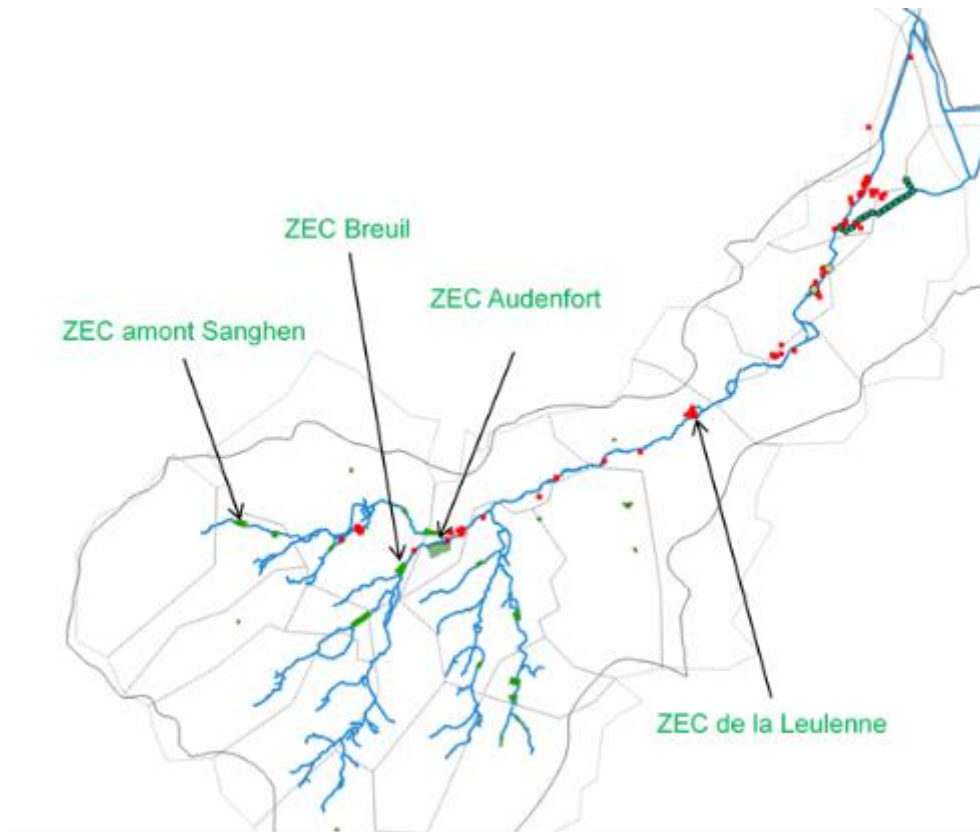 ZEC Breuil
ZEC Audenfort
ZEC amont Sanghen
ZEC de la Leulenne